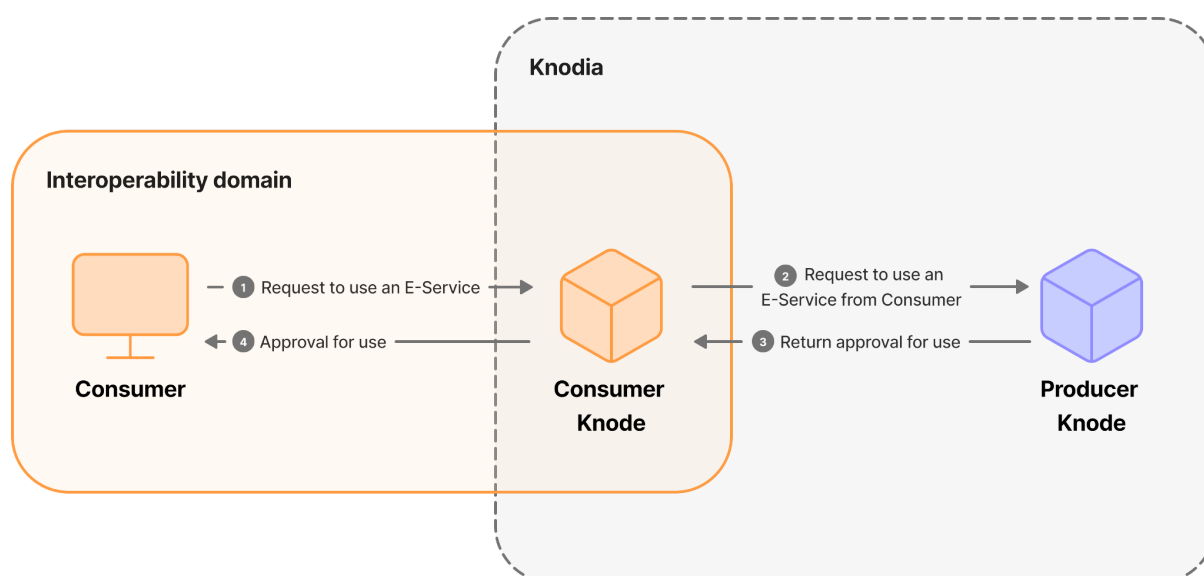 Knodia
Interoperability domain
1 Request to use an E-Service
2 Request to use an
E-Service from Consumer
4 Approval for use
3 Return approval for use
Consumer
Consumer
Knode
Producer
Knode